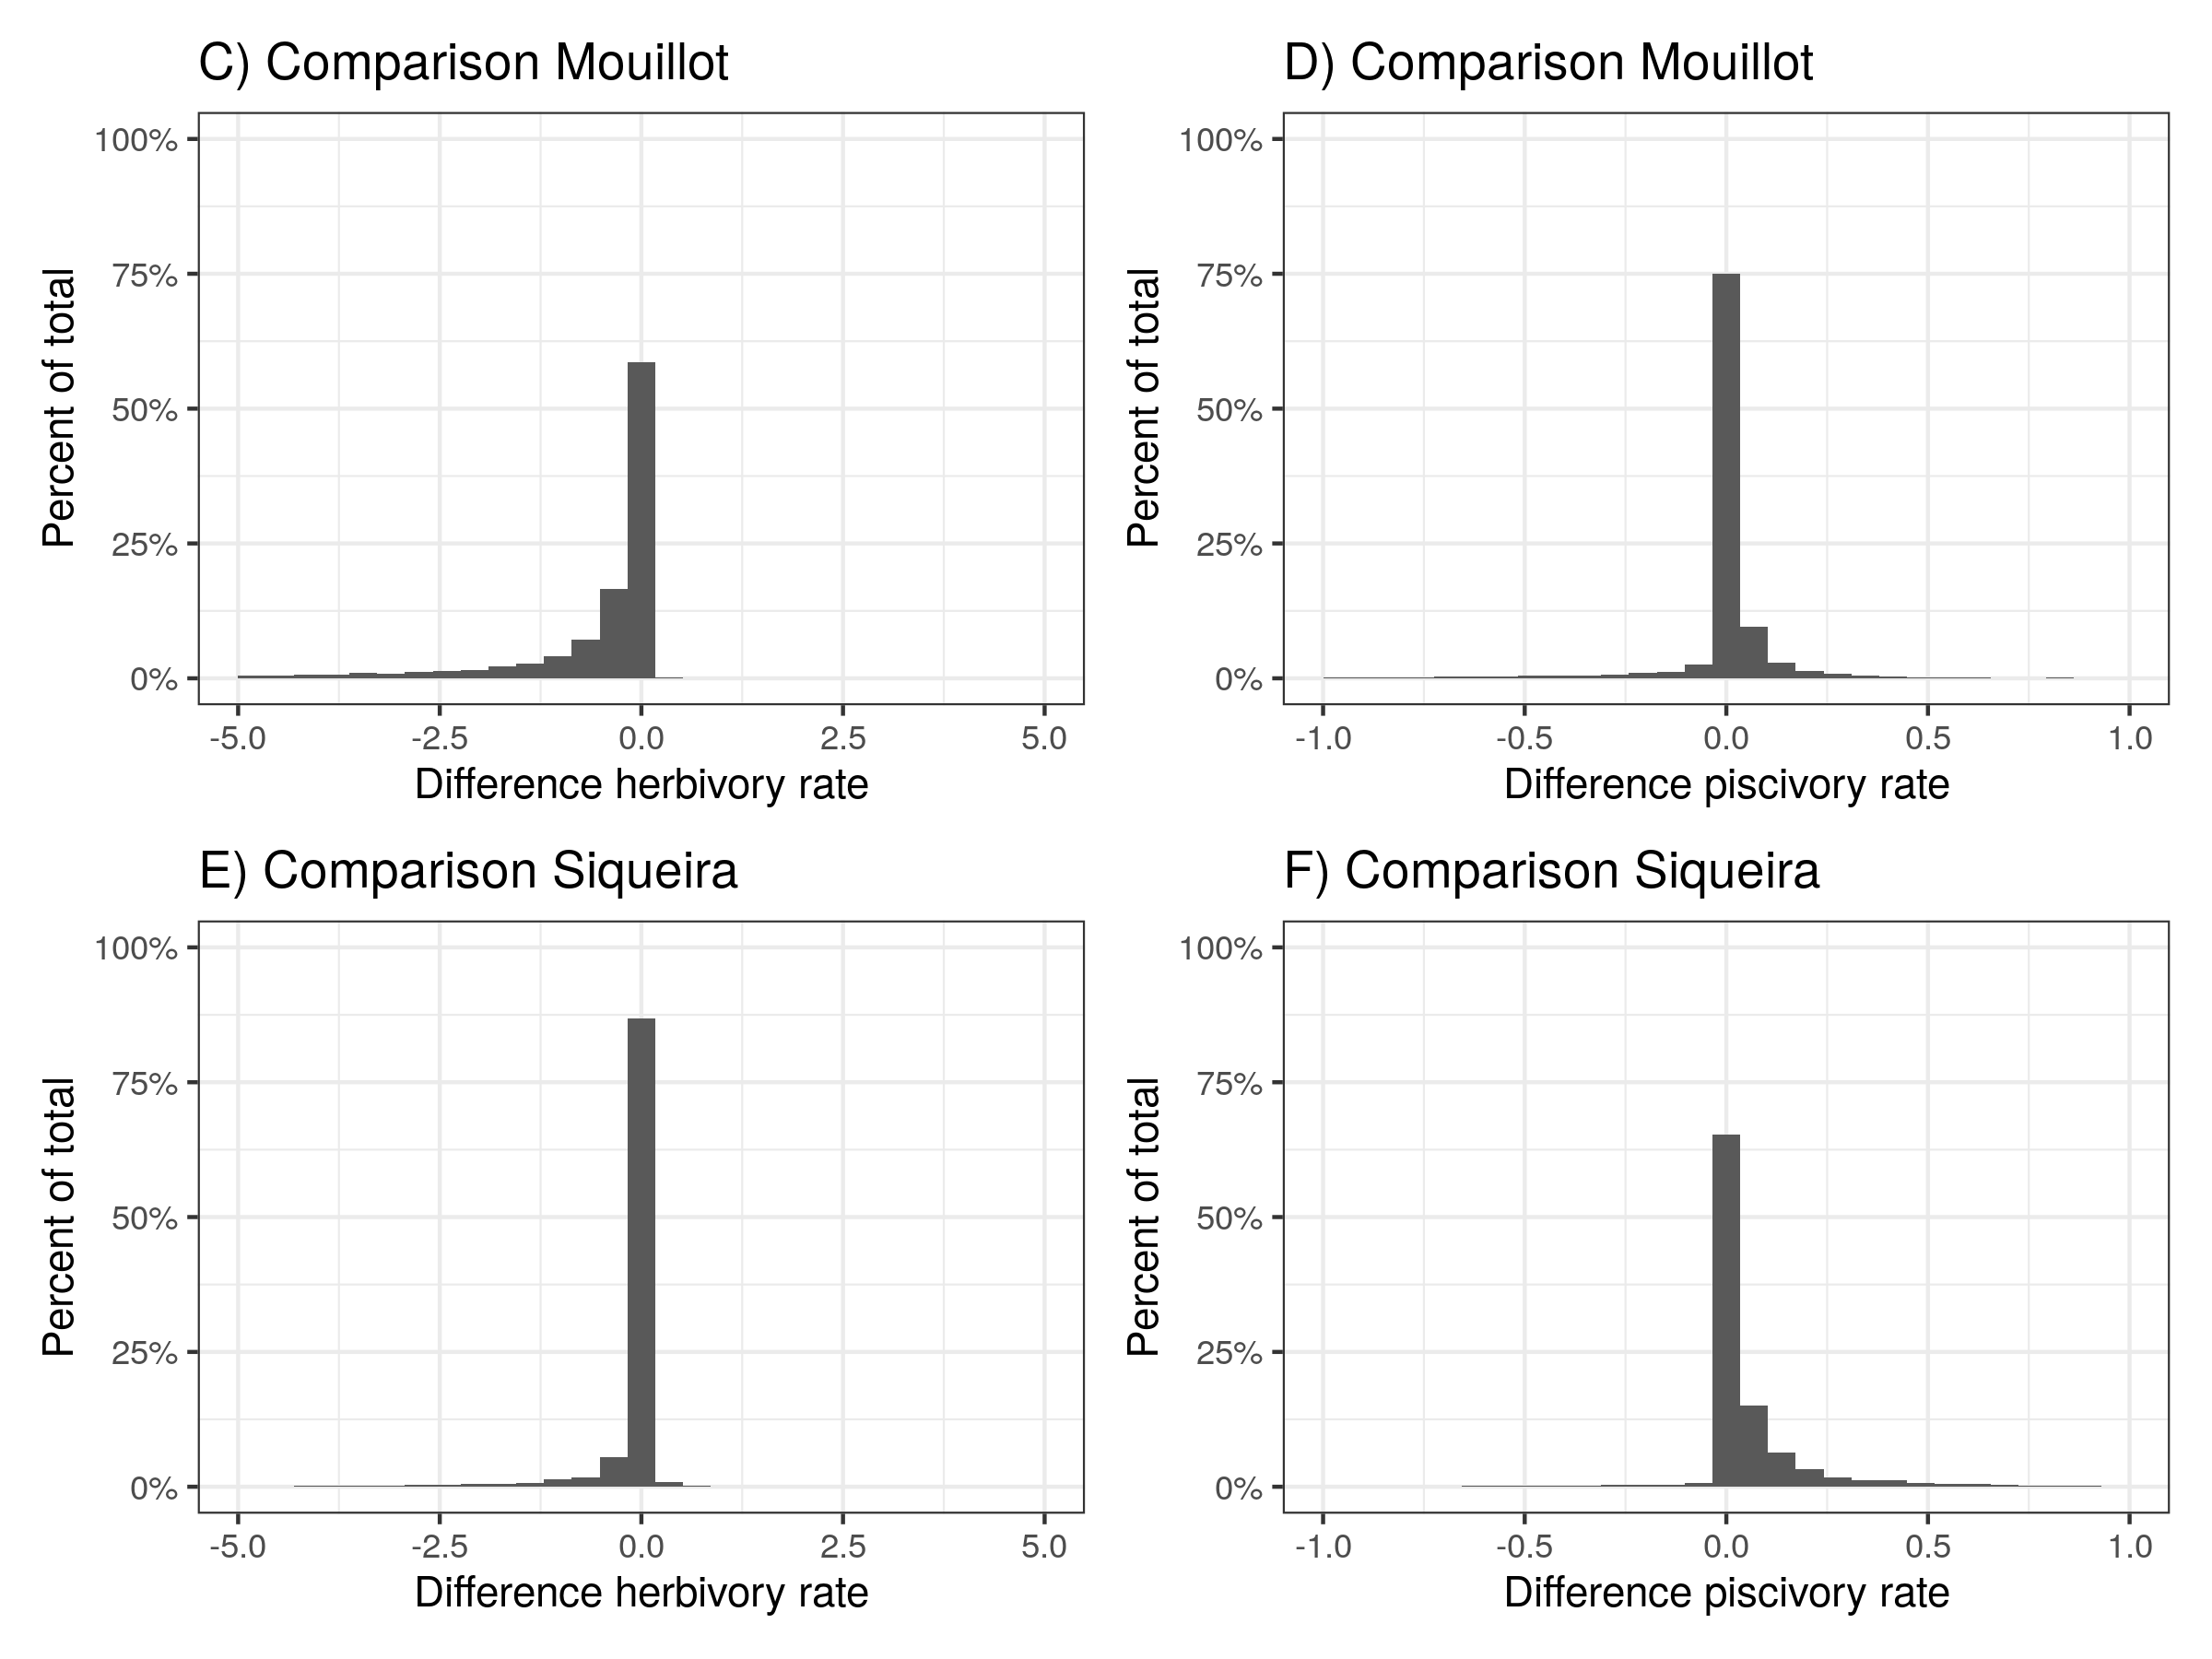 C) Comparison Mouillot
Percent of total
100%
75%
50%
25%
0%
-5.0 -2.5 0.0 2.5 5.0
Difference herbivory rate
D) Comparison Mouillot
Percent of total
100%
75%
50%
25%
0%
-1.0 -0.5 0.0 0.5 1.0
Difference piscivory rate
E) Comparison Siqueira
Percent of total
100%
75%
50%
25%
0%
-5.0 -2.5 0.0 2.5 5.0
Difference herbivory rate
F) Comparison Siqueira
Percent of total
100%
75%
50%
25%
0%
-1.0 -0.5 0.0 0.5 1.0
Difference piscivory rate